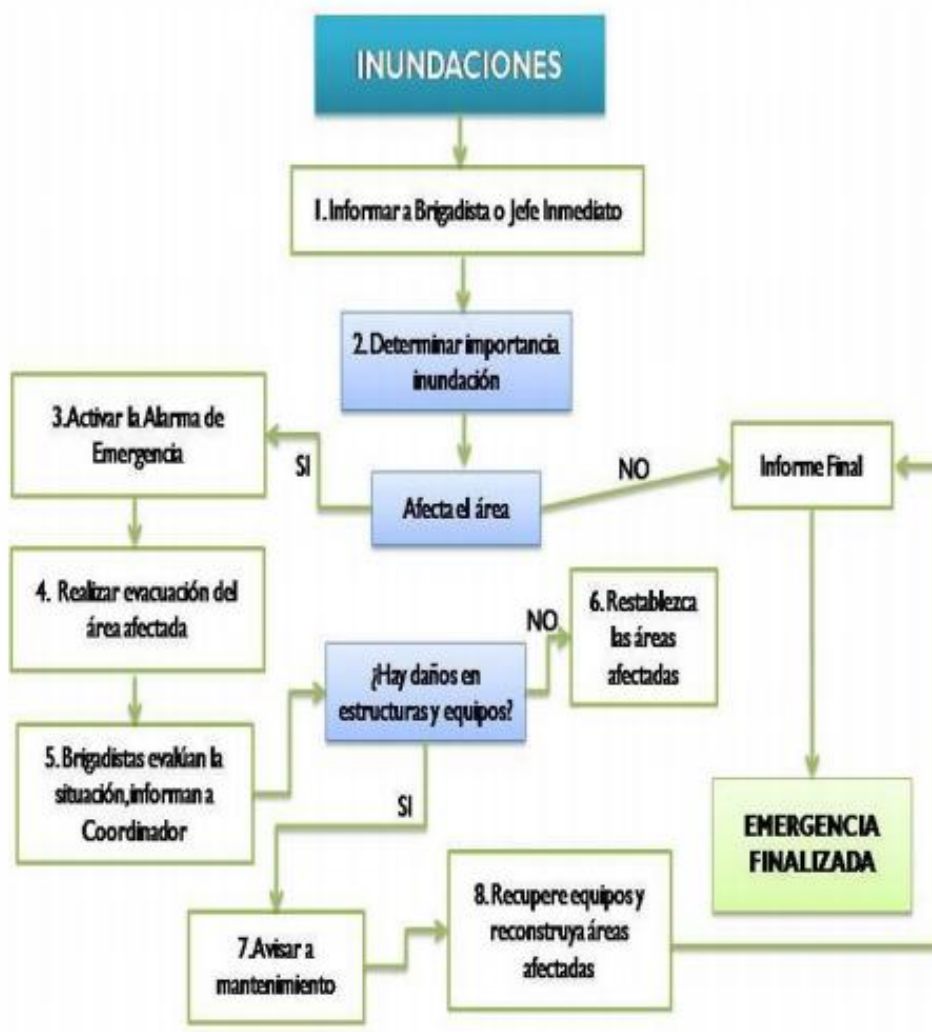 INUNDACIONES
1. Informar a Brigadista o Jefe Inmediato
2. Determinar importancia
inundación
3. Activar la Alarma de
Emergencia
SI
Afecta el área
NO
Informe Final
4. Realizar evacuación del
área afectada
¿Hay daños en
estructuras y equipos?
NO
6. Restablezca
las áreas
afectadas
5. Brigadistas evalúan la
situación, informan a
Coordinador
SI
EMERGENCIA
FINALIZADA
7. Avisar a
mantenimiento
8. Recupere equipos y
reconstruya áreas
afectadas